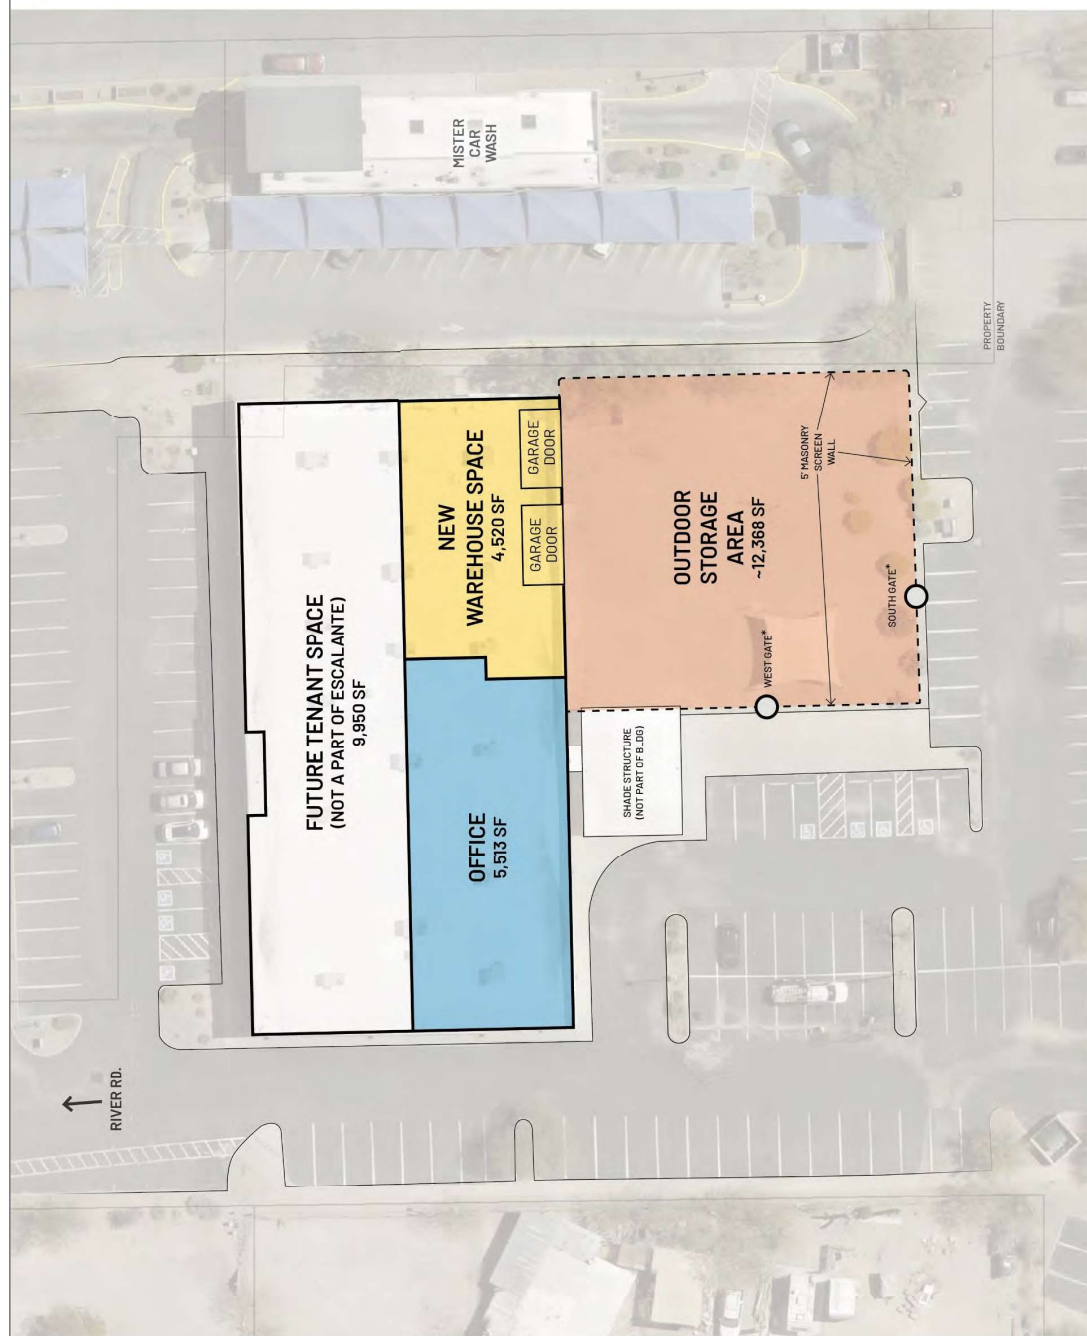 MISTER
CAR
WASH
PROPERTY
BOUNDARY
FUTURE TENANT SPACE
(NOT A PART OF ESCALANTE)
9,950 SF
NEW
WAREHOUSE SPACE
4,520 SF
GARAGE
DOOR
GARAGE
DOOR
OFFICE
5,513 SF
OUTDOOR
STORAGE
AREA
~12,368 SF
5' MASONRY
SCREEN
WALL
WEST GATE*
SOUTH GATE*
SHADE STRUCTURE
(NOT PART OF BLDG)
RIVER RD.